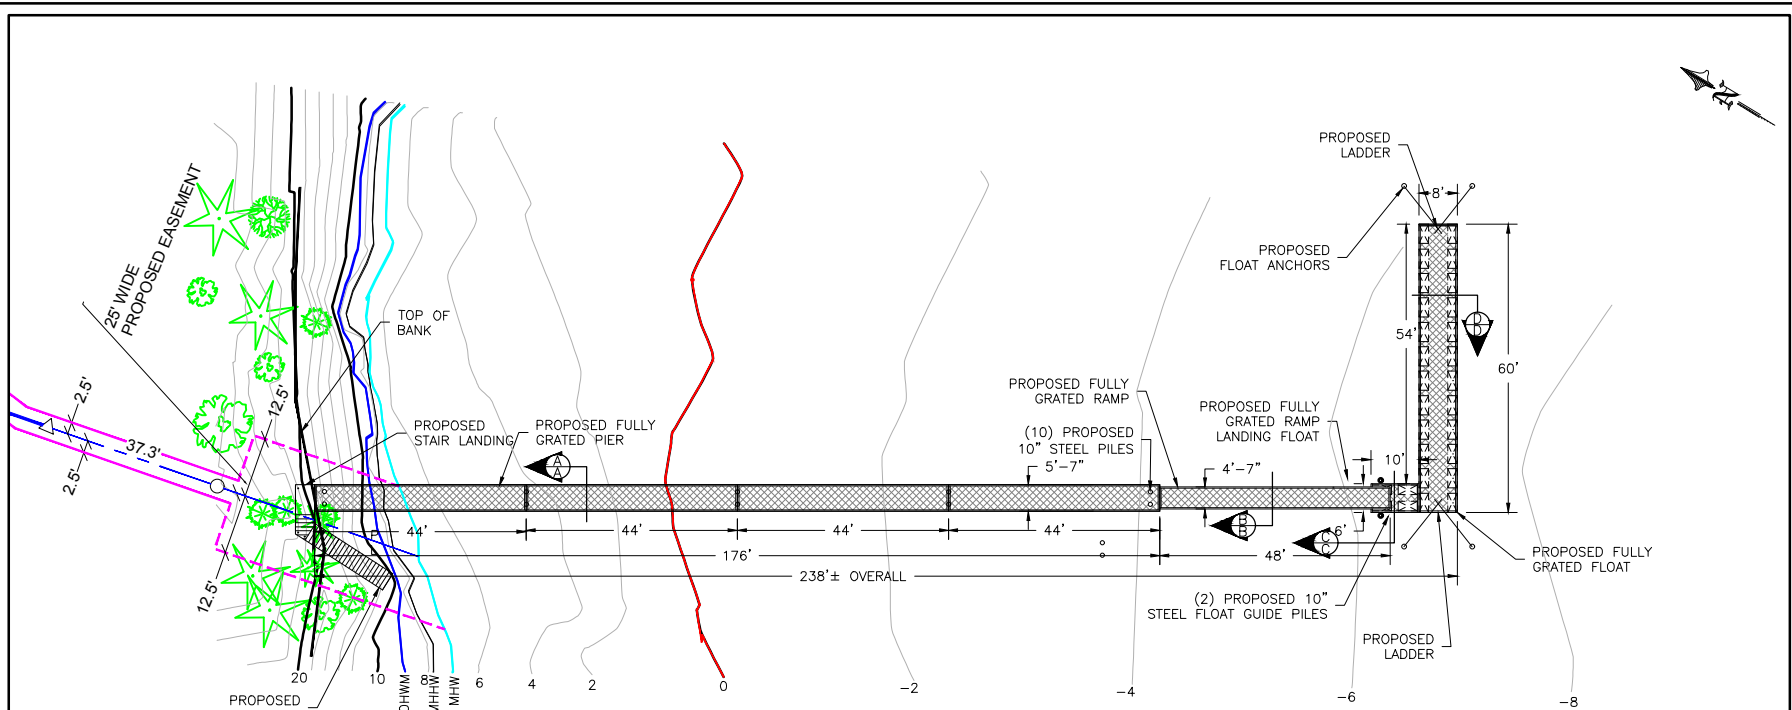 N
PROPOSED
LADDER
8'
PROPOSED
FLOAT ANCHORS
25' WIDE
PROPOSED EASEMENT
TOP OF
BANK
D
D
54'
60'
2.5'
2.5'
37.3'
12.5'
12.5'
PROPOSED
STAIR LANDING
PROPOSED FULLY
GRATED PIER
A
A
PROPOSED FULLY
GRATED RAMP
(10) PROPOSED
10" STEEL PILES
PROPOSED FULLY
GRATED RAMP
LANDING FLOAT
10'
5'-7"
4'-7"
44'
44'
44'
44'
B
B
C
C
6'
P
176'
48'
238'± OVERALL
PROPOSED FULLY
GRATED FLOAT
(2) PROPOSED 10"
STEEL FLOAT GUIDE PILES
PROPOSED
LADDER
PROPOSED
20
10
OHWM
8
MHHW
MHW
6
4
2
0
-2
-4
-6
-8